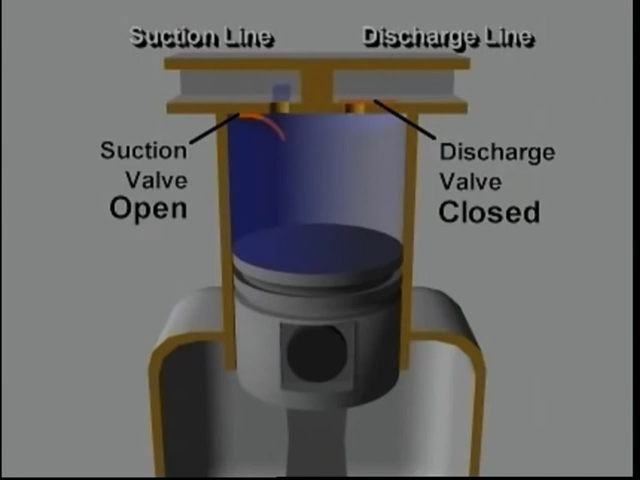 Suction Line
Discharge Line
Suction
Valve
Open
Discharge
Valve
Closed